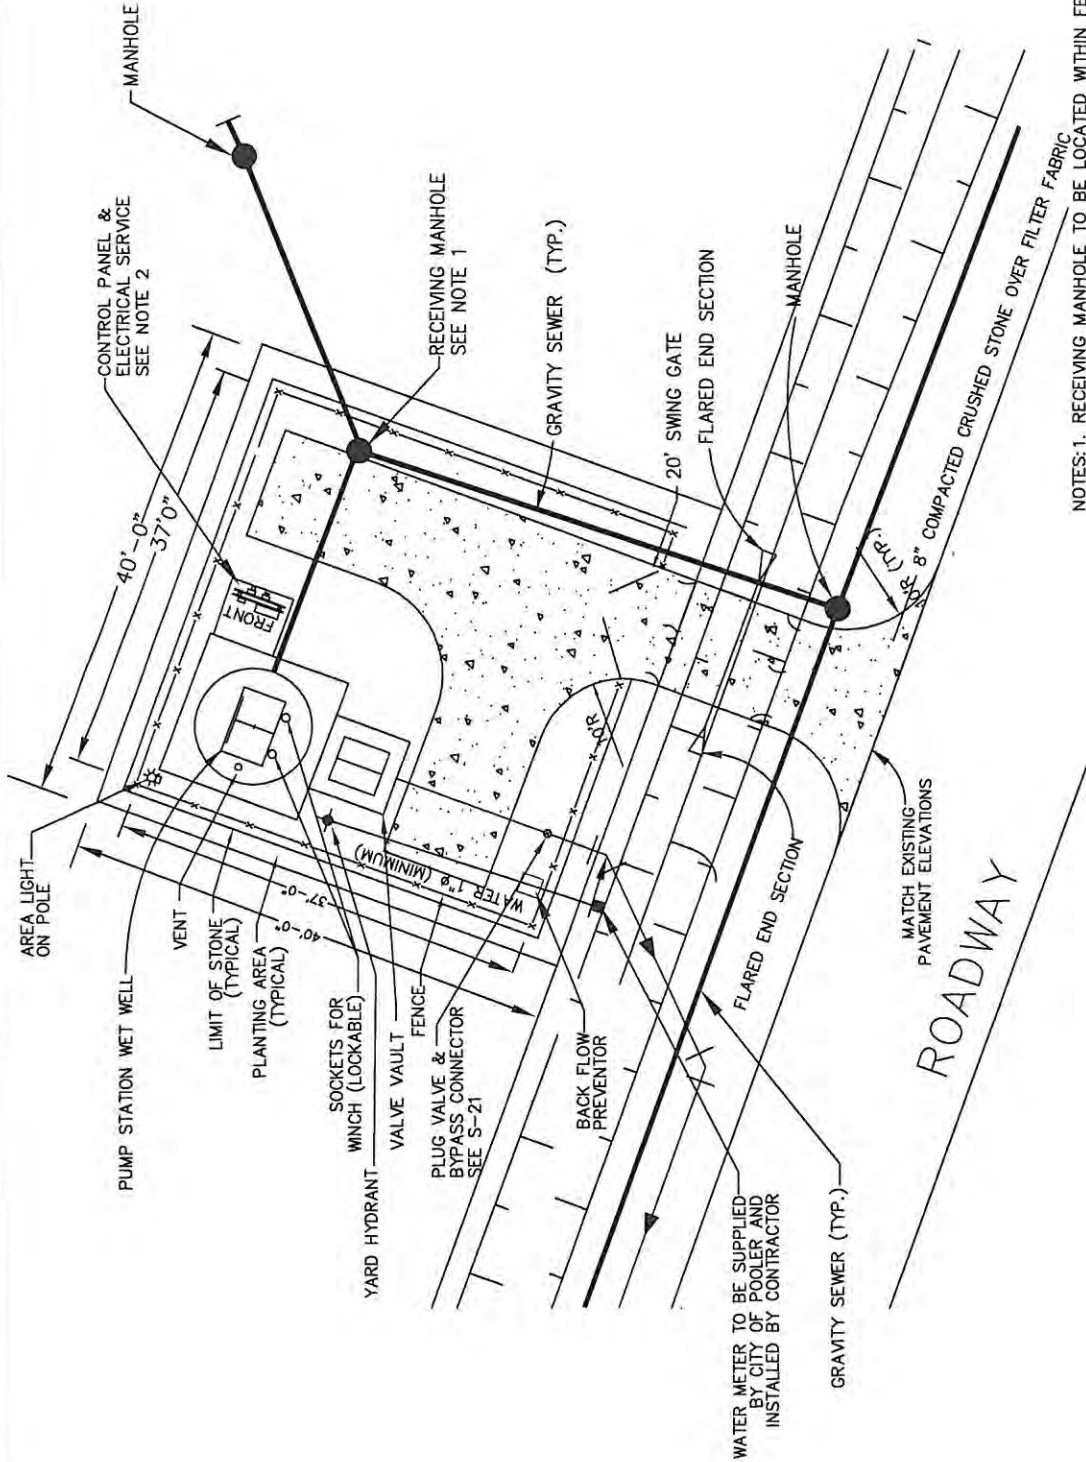 MANHOLE
CONTROL PANEL &
ELECTRICAL SERVICE
SEE NOTE 2
AREA LIGHT
ON POLE
40'-0"
37'0"
RECEIVING MANHOLE
SEE NOTE 1
PUMP STATION WET WELL
FRONT
VENT
LIMIT OF STONE
(TYPICAL)
PLANTING AREA
(TYPICAL)
GRAVITY SEWER (TYP.)
SOCKETS FOR
WINCH (LOCKABLE)
YARD HYDRANT
VALVE VAULT
FENCE
40'-0"
37'-0"
WATER 1"ø (MINIMUM)
20' SWING GATE
FLARED END SECTION
MANHOLE
PLUG VALVE &
BYPASS CONNECTOR
SEE S-21
10'R
BACK FLOW
PREVENTOR
10'R (TYP.)
8" COMPACTED CRUSHED STONE OVER FILTER FABRIC
FLARED END SECTION
MATCH EXISTING
PAVEMENT ELEVATIONS
WATER METER TO BE SUPPLIED
BY CITY OF POOLER AND
INSTALLED BY CONTRACTOR
GRAVITY SEWER (TYP.)
ROADWAY
NOTES:1. RECEIVING MANHOLE TO BE LOCATED WITHIN